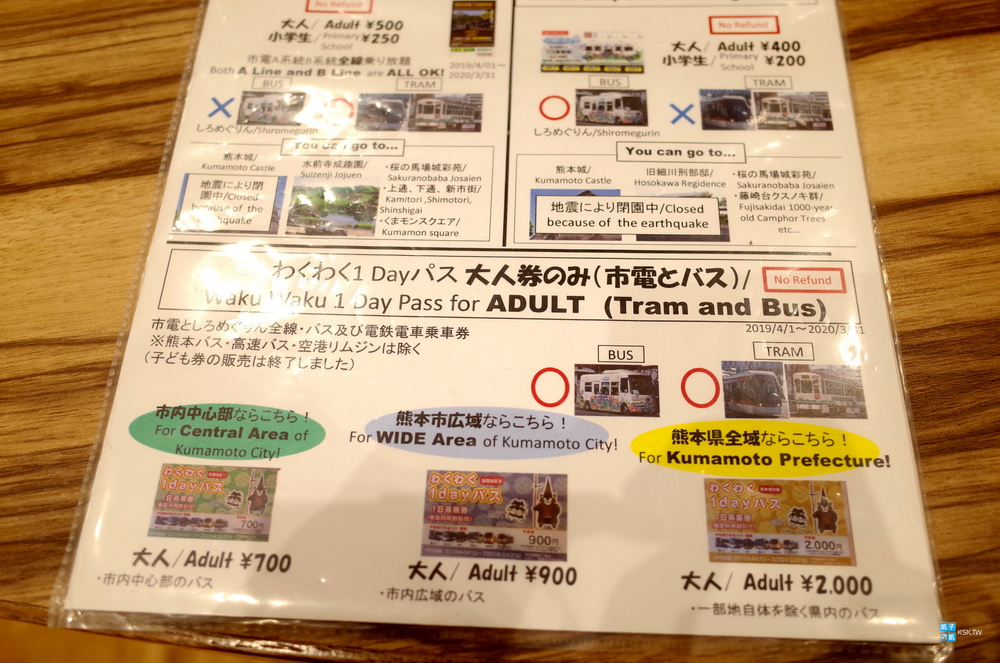 No Refund
大人/ Adult ¥500
小学生/Primary School ¥250
市電A系統B系統全線乗り放題
Both A Line and B Line are ALL OK!
2019/4/01～
2020/3/31
BUS
TRAM
しろめぐりん/Shiromegurin
You can go to...
熊本城/
Kumamoto Castle
地震により閉
園中/Closed
because of the
earthquake
水前寺成趣園/
Suizenji Jojuen
・桜の馬場城彩苑/
Sakuranobaba Josaien
・上通、下通、新市街/
Kamitori ,Shimotori,
Shinshigai
・くまモンスクエア/
Kumamon square
No Refund
大人/ Adult ¥400
小学生/Primary School ¥200
BUS
TRAM
しろめぐりん/Shiromegurin
You can go to...
熊本城/
Kumamoto Castle
旧細川刑部邸/
Hosokawa Regidence
地震により閉園中/Closed
because of the earthquake
・桜の馬場城彩苑/
Sakuranobaba Josaien
・藤崎台クスノキ群/
Fujisakidai 1000-year-
old Camphor Trees
etc...
わくわく1 Dayパス 大人券のみ(市電とバス)/
Waku Waku 1 Day Pass for ADULT (Tram and Bus)
No Refund
2019/4/1～2020/3/31
市電としろめぐりん全線・バス及び電鉄電車乗車券
※熊本バス・高速バス・空港リムジンは除く
(子ども券の販売は終了しました)
BUS
TRAM
市内中心部ならこちら！
For Central Area of
Kumamoto City!
わくわく
1dayパス
1日乗車券
700円
大人/ Adult ¥700
・市内中心部のバス
熊本市広域ならこちら！
For WIDE Area of Kumamoto City!
わくわく
1dayパス
1日乗車券
900円
大人/ Adult ¥900
・市内広域のバス
熊本県全域ならこちら！
For Kumamoto Prefecture!
わくわく
1dayパス
1日乗車券
2,000円
大人/ Adult ¥2,000
・一部地自体を除く県内のバス
KSK.TW